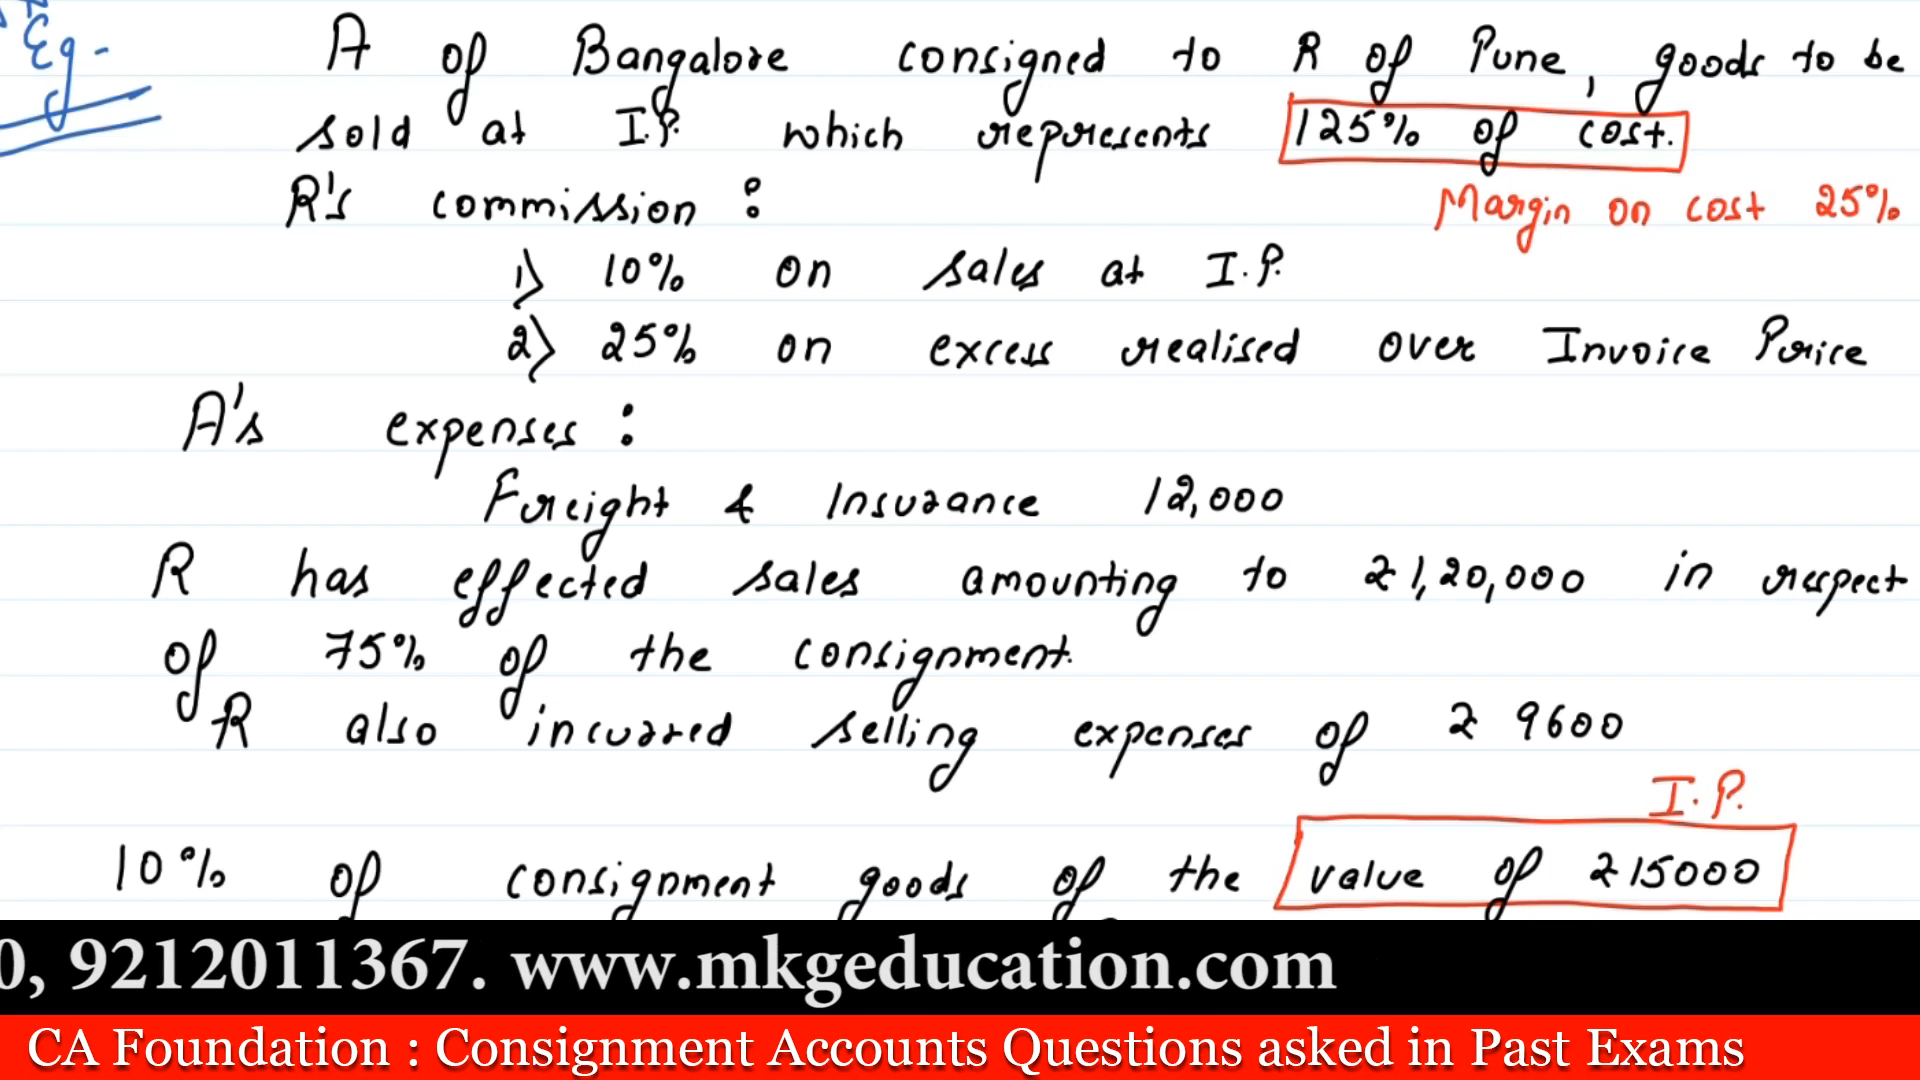 Eg -
A of Bangalore consigned to R of Pune, goods to be
sold at I.P. which represents 125% of cost.
Margin on cost 25%
R's commission :
1) 10% on sales at I.P.
2) 25% on excess realised over Invoice Price
A's expenses :
Freight & Insurance 12,000
R has effected sales amounting to ₹1,20,000 in respect
of 75% of the consignment.
R also incurred selling expenses of ₹ 9600
I.P.
10% of consignment goods of the value of ₹15000
0, 9212011367. www.mkgeducation.com
CA Foundation : Consignment Accounts Questions asked in Past Exams